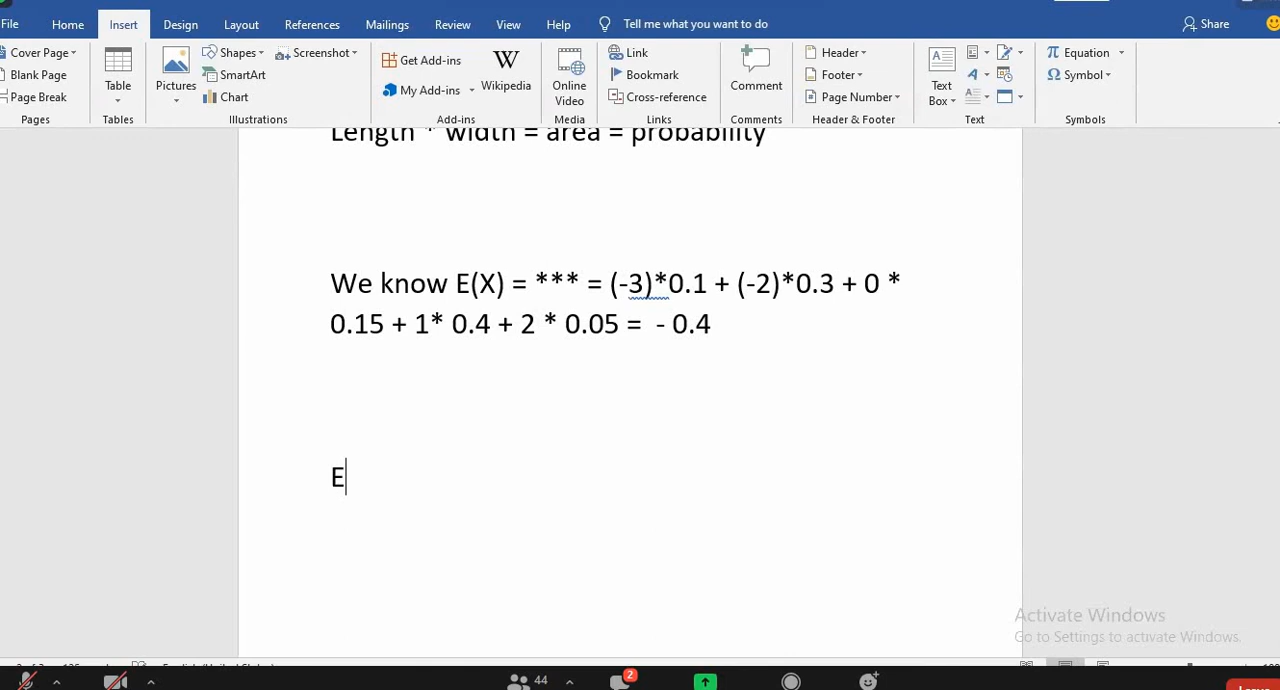 File Home Insert Design Layout References Mailings Review View Help Tell me what you want to do Share
Cover Page Shapes Screenshot Get Add-ins Link Header Equation
Blank Page SmartArt Bookmark Footer Symbol
Page Break Table Pictures Chart My Add-ins Wikipedia Online Video Cross-reference Comment Page Number Text Box
Pages Tables Illustrations Add-ins Media Links Comments Header & Footer Text Symbols
Length * width = area = probability
We know E(X) = *** = (-3)*0.1 + (-2)*0.3 + 0 *
0.15 + 1* 0.4 + 2 * 0.05 =  - 0.4
E
Activate Windows
Go to Settings to activate Windows.
44 2